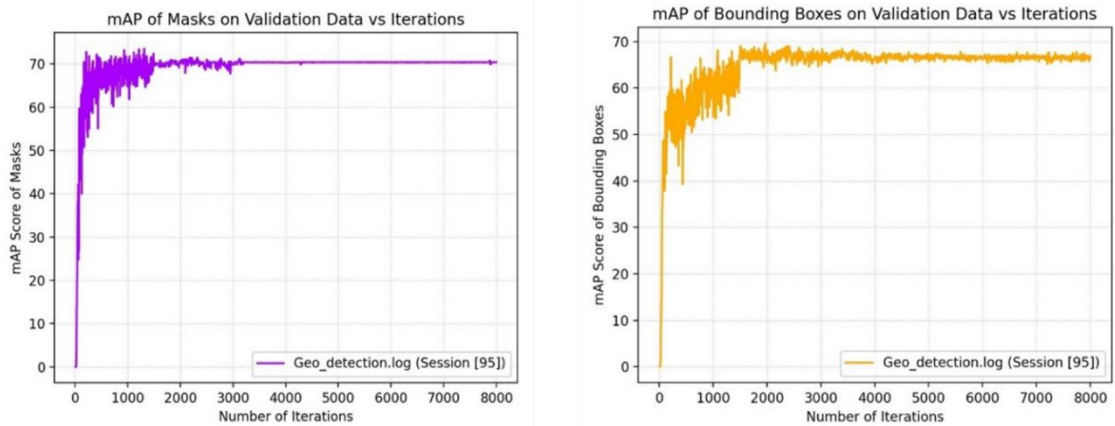 mAP of Masks on Validation Data vs Iterations
mAP Score of Masks
70
60
50
40
30
20
10
0
0 1000 2000 3000 4000 5000 6000 7000 8000
Number of Iterations
Geo_detection.log (Session [95])
mAP of Bounding Boxes on Validation Data vs Iterations
mAP Score of Bounding Boxes
70
60
50
40
30
20
10
0
0 1000 2000 3000 4000 5000 6000 7000 8000
Number of Iterations
Geo_detection.log (Session [95])